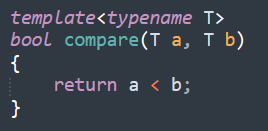 template<typename T>
bool compare(T a, T b)
{
    return a < b;
}